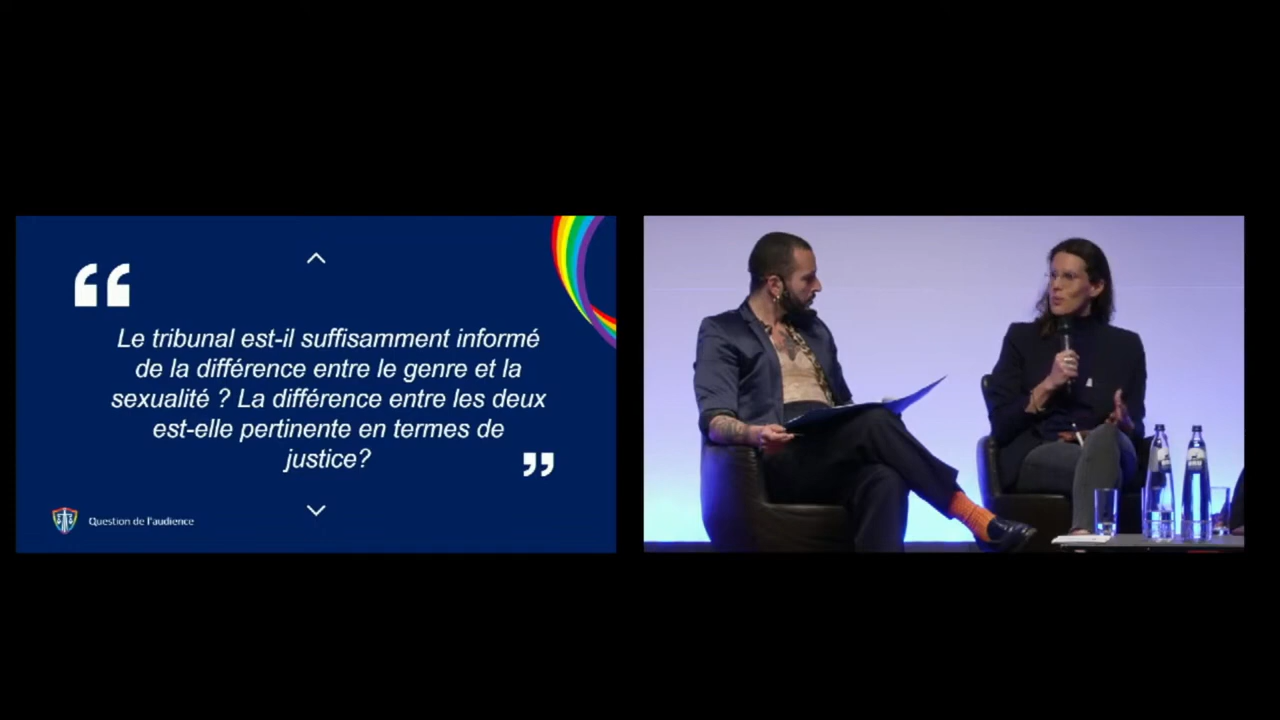 “
Le tribunal est-il suffisamment informé
de la différence entre le genre et la
sexualité ? La différence entre les deux
est-elle pertinente en termes de
justice?
”
Question de l'audience